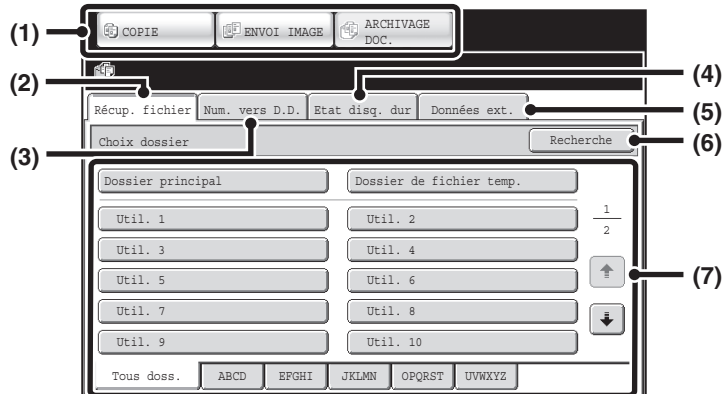 (1) COPIE ENVOI IMAGE ARCHIVAGE DOC.
(2) (4)
Récup. fichier Num. vers D.D. Etat disq. dur Données ext. (5)
(3) Choix dossier Recherche (6)
Dossier principal Dossier de fichier temp.
Util. 1 Util. 2 1
2
Util. 3 Util. 4
Util. 5 Util. 6 (7)
Util. 7 Util. 8
Util. 9 Util. 10
Tous doss. ABCD EFGHI JKLMN OPQRST UVWXYZ